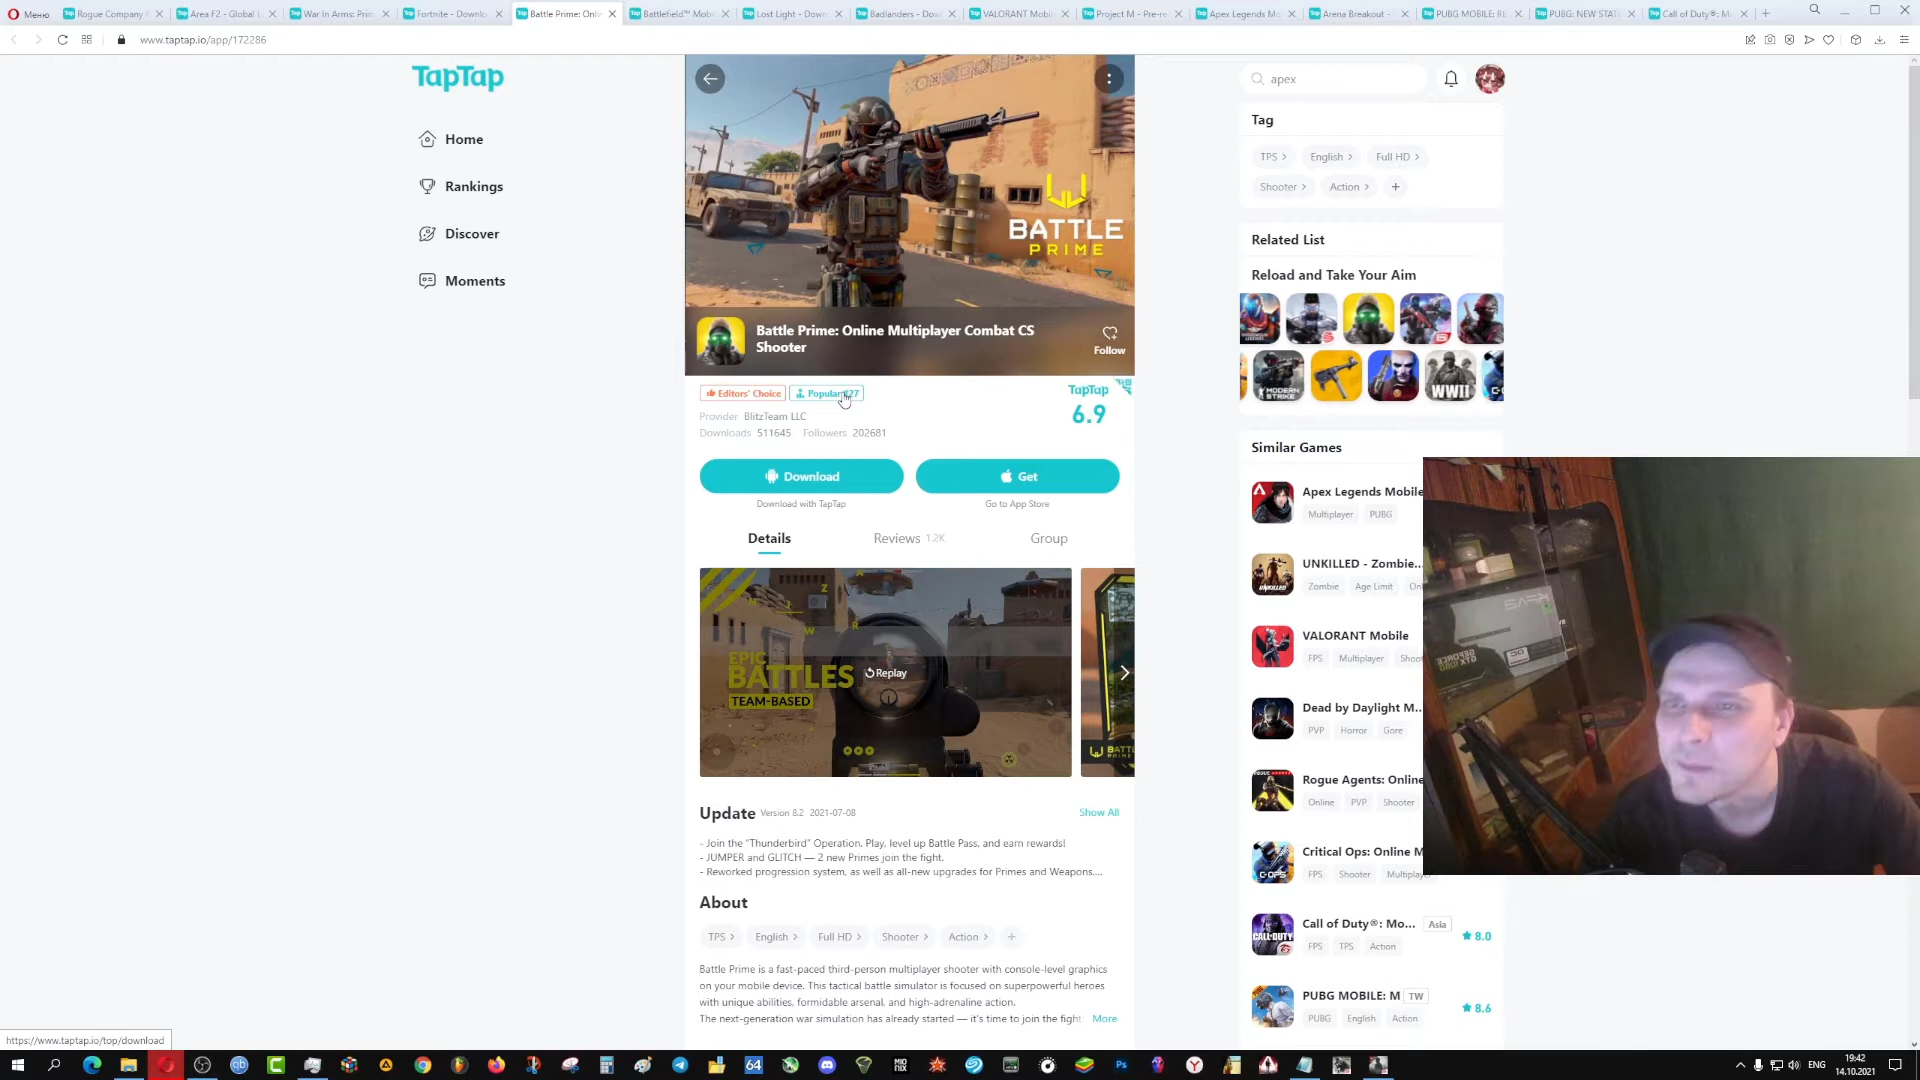 Меню
Rogue Company
Area F2 - Global L
War In Arms: Prim
Fortnite - Downlo
Battle Prime: Onli
Battlefield™ Mobi
Lost Light - Down
Badlanders - Dow
VALORANT Mobil
Project M - Pre-re
Apex Legends Mo
Arena Breakout -
PUBG MOBILE: RE
PUBG: NEW STAT
Call of Duty®: Mo
www.taptap.io/app/172286
TapTap
Home
Rankings
Discover
Moments
BATTLE
PRIME
Battle Prime: Online Multiplayer Combat CS
Shooter
Follow
Editors' Choice
Popular #27
TapTap
6.9
Provider BlitzTeam LLC
Downloads 511645 Followers 202681
Download
Get
Download with TapTap
Go to App Store
Details
Reviews 1.2K
Group
EPIC
BATTLES
TEAM-BASED
Replay
Update Version 8.2 2021-07-08
Show All
- Join the "Thunderbird" Operation. Play, level up Battle Pass, and earn rewards!
- JUMPER and GLITCH — 2 new Primes join the fight.
- Reworked progression system, as well as all-new upgrades for Primes and Weapons....
About
TPS > English > Full HD > Shooter > Action > +
Battle Prime is a fast-paced third-person multiplayer shooter with console-level graphics
on your mobile device. This tactical battle simulator is focused on superpowerful heroes
with unique abilities, formidable arsenal, and high-adrenaline action.
The next-generation war simulation has already started — it's time to join the fight
More
apex
Tag
TPS > English > Full HD >
Shooter > Action > +
Related List
Reload and Take Your Aim
MODERN
STRIKE
WWII
Similar Games
Apex Legends Mobile
Multiplayer PUBG
UNKILLED - Zombie...
Zombie Age Limit Onl
VALORANT Mobile
FPS Multiplayer Shoot
Dead by Daylight M...
PVP Horror Gore
Rogue Agents: Online
Online PVP Shooter
Critical Ops: Online M
FPS Shooter Multiplayer
Call of Duty®: Mo... Asia
FPS TPS Action
8.0
PUBG MOBILE: M TW
PUBG English Action
8.6
https://www.taptap.io/top/download
64
ENG
19:42
14.10.2021